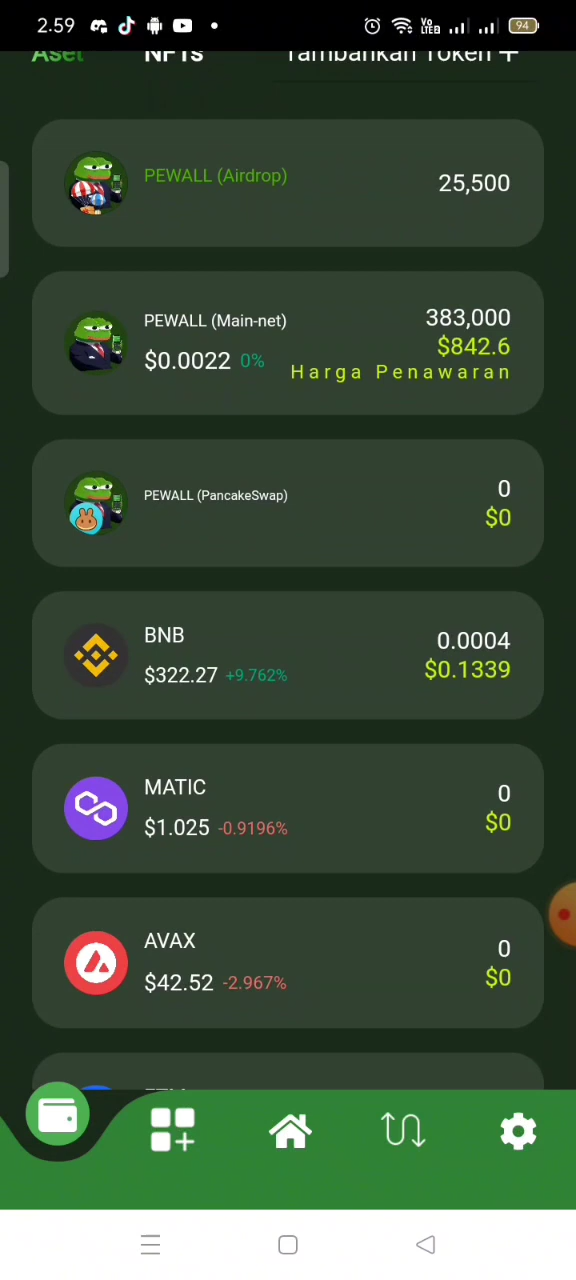 2.59
Vo LTE 94
Aset NFTs Tambahkan Token +
PEWALL (Airdrop)
25,500
PEWALL (Main-net)
$0.0022 0%
383,000
$842.6
Harga Penawaran
PEWALL (PancakeSwap)
0
$0
BNB
$322.27 +9.762%
0.0004
$0.1339
MATIC
$1.025 -0.9196%
0
$0
AVAX
$42.52 -2.967%
0
$0